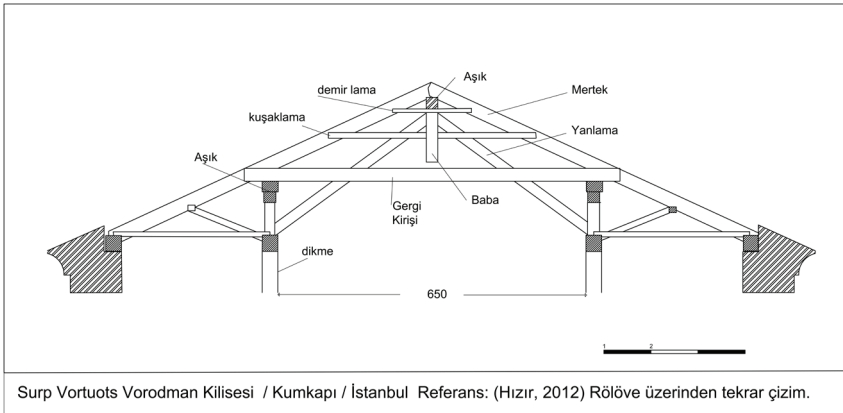 Aşık
demir lama
Mertek
kuşaklama
Yanlama
Aşık
Gergi
Kirişi
Baba
dikme
650
1 2
Surp Vortuots Vorodman Kilisesi / Kumkapı / İstanbul Referans: (Hızır, 2012) Rölöve üzerinden tekrar çizim.